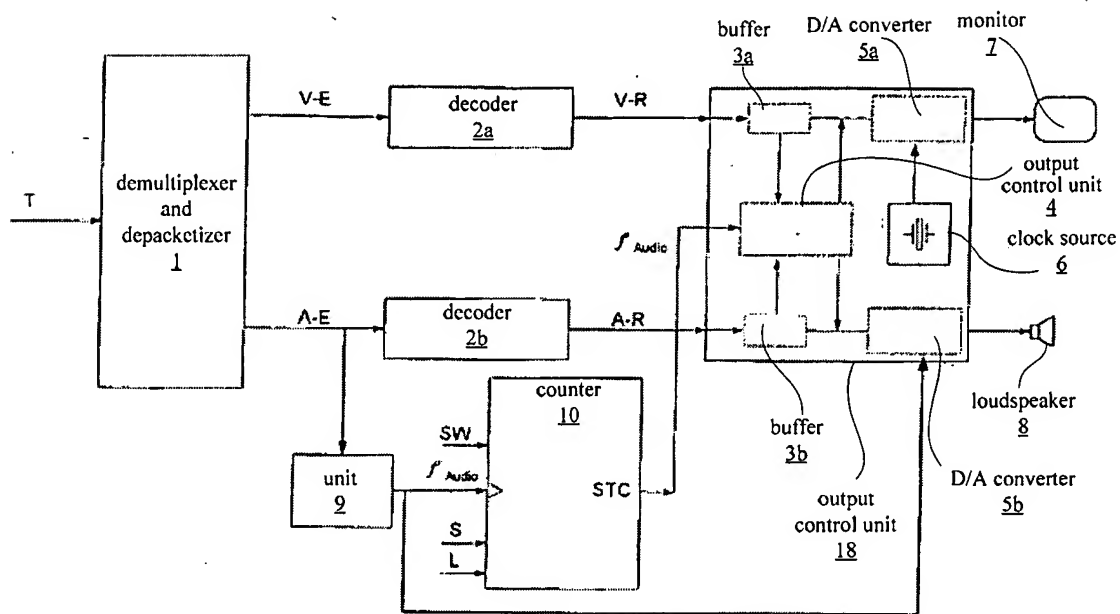 buffer
3a
D/A converter
5a
monitor
7
V-E
decoder
2a
V-R
T
demultiplexer
and
depacketizer
1
output
control unit
4
f Audio
clock source
6
A-E
decoder
2b
A-R
counter
10
SW
unit
9
f Audio
STC
S
L
buffer
3b
output
control unit
18
loudspeaker
8
D/A converter
5b